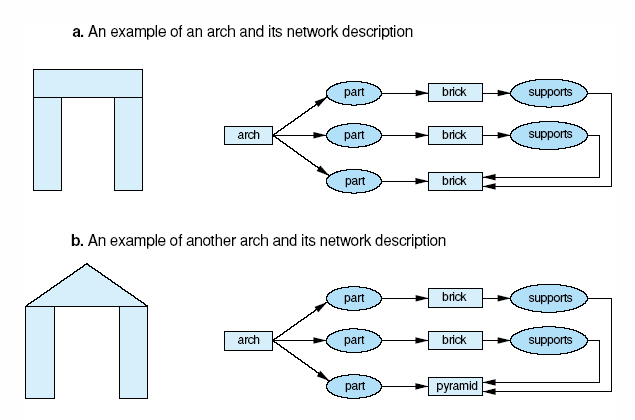 a. An example of an arch and its network description
part brick supports
arch part brick supports
part brick
b. An example of another arch and its network description
part brick supports
arch part brick supports
part pyramid